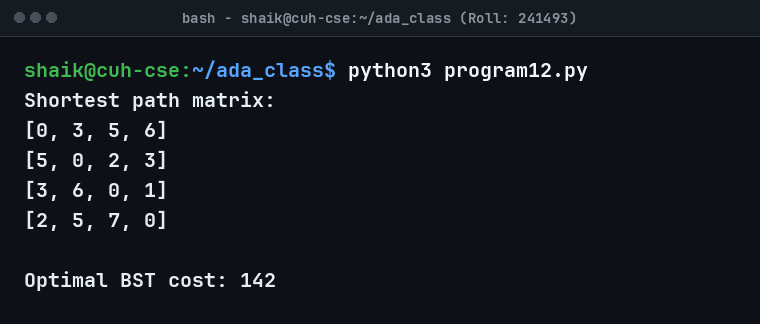 bash - shaik@cuh-cse:~/ada_class (Roll: 241493)
shaik@cuh-cse:~/ada_class$ python3 program12.py
Shortest path matrix:
[0, 3, 5, 6]
[5, 0, 2, 3]
[3, 6, 0, 1]
[2, 5, 7, 0]
Optimal BST cost: 142